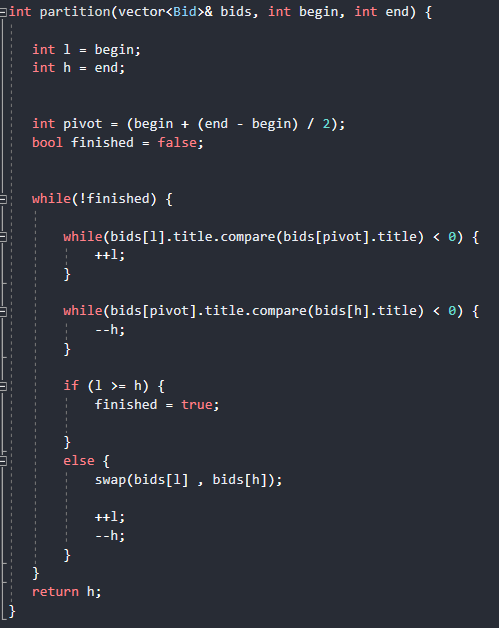 int partition(vector<Bid>& bids, int begin, int end) {
int l = begin;
int h = end;
int pivot = (begin + (end - begin) / 2);
bool finished = false;
while(!finished) {
while(bids[l].title.compare(bids[pivot].title) < 0) {
++l;
}
while(bids[pivot].title.compare(bids[h].title) < 0) {
--h;
}
if (l >= h) {
finished = true;
}
else {
swap(bids[l] , bids[h]);
++l;
--h;
}
}
return h;
}